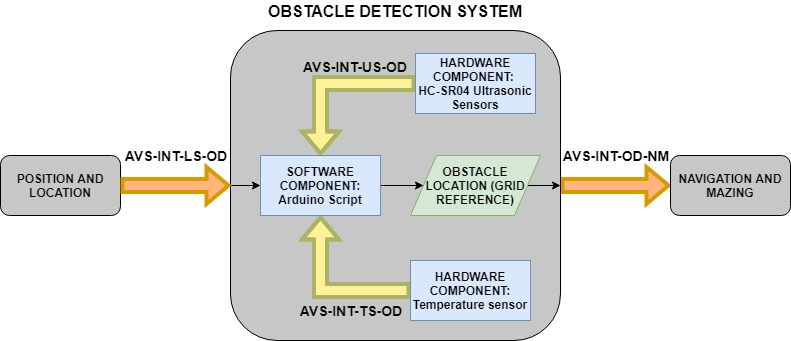 OBSTACLE DETECTION SYSTEM
AVS-INT-US-OD
HARDWARE
COMPONENT:
HC-SR04 Ultrasonic
Sensors
AVS-INT-LS-OD
POSITION AND
LOCATION
SOFTWARE
COMPONENT:
Arduino Script
OBSTACLE
LOCATION (GRID
REFERENCE)
AVS-INT-OD-NM
NAVIGATION AND
MAZING
HARDWARE
COMPONENT:
Temperature sensor
AVS-INT-TS-OD